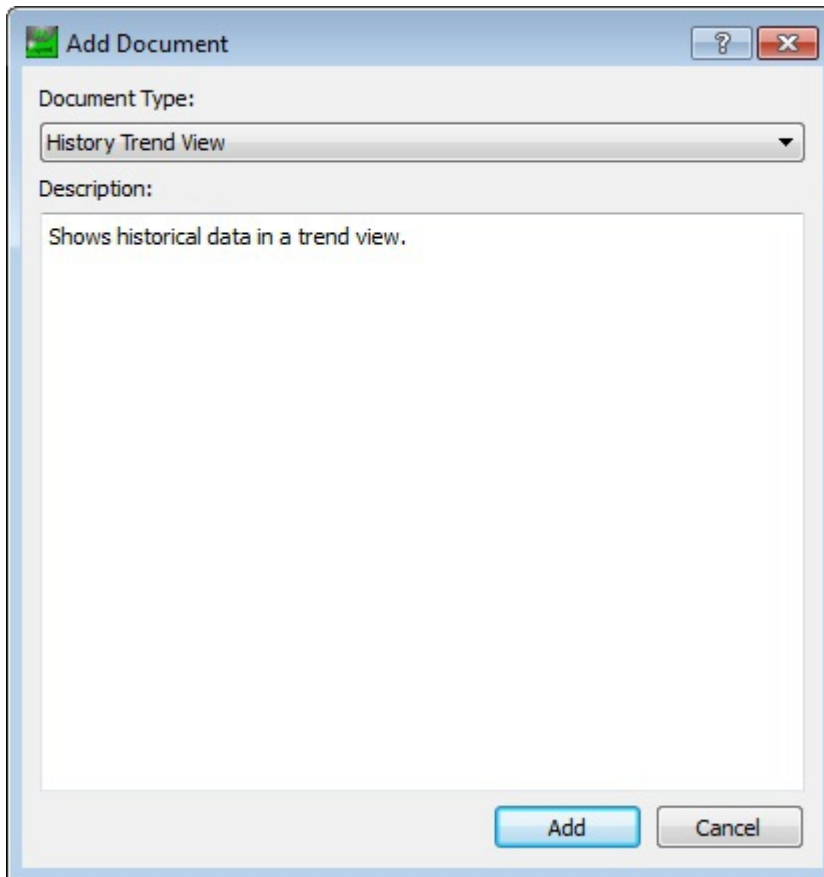 Add Document
Document Type:
History Trend View
Description:
Shows historical data in a trend view.
Add Cancel